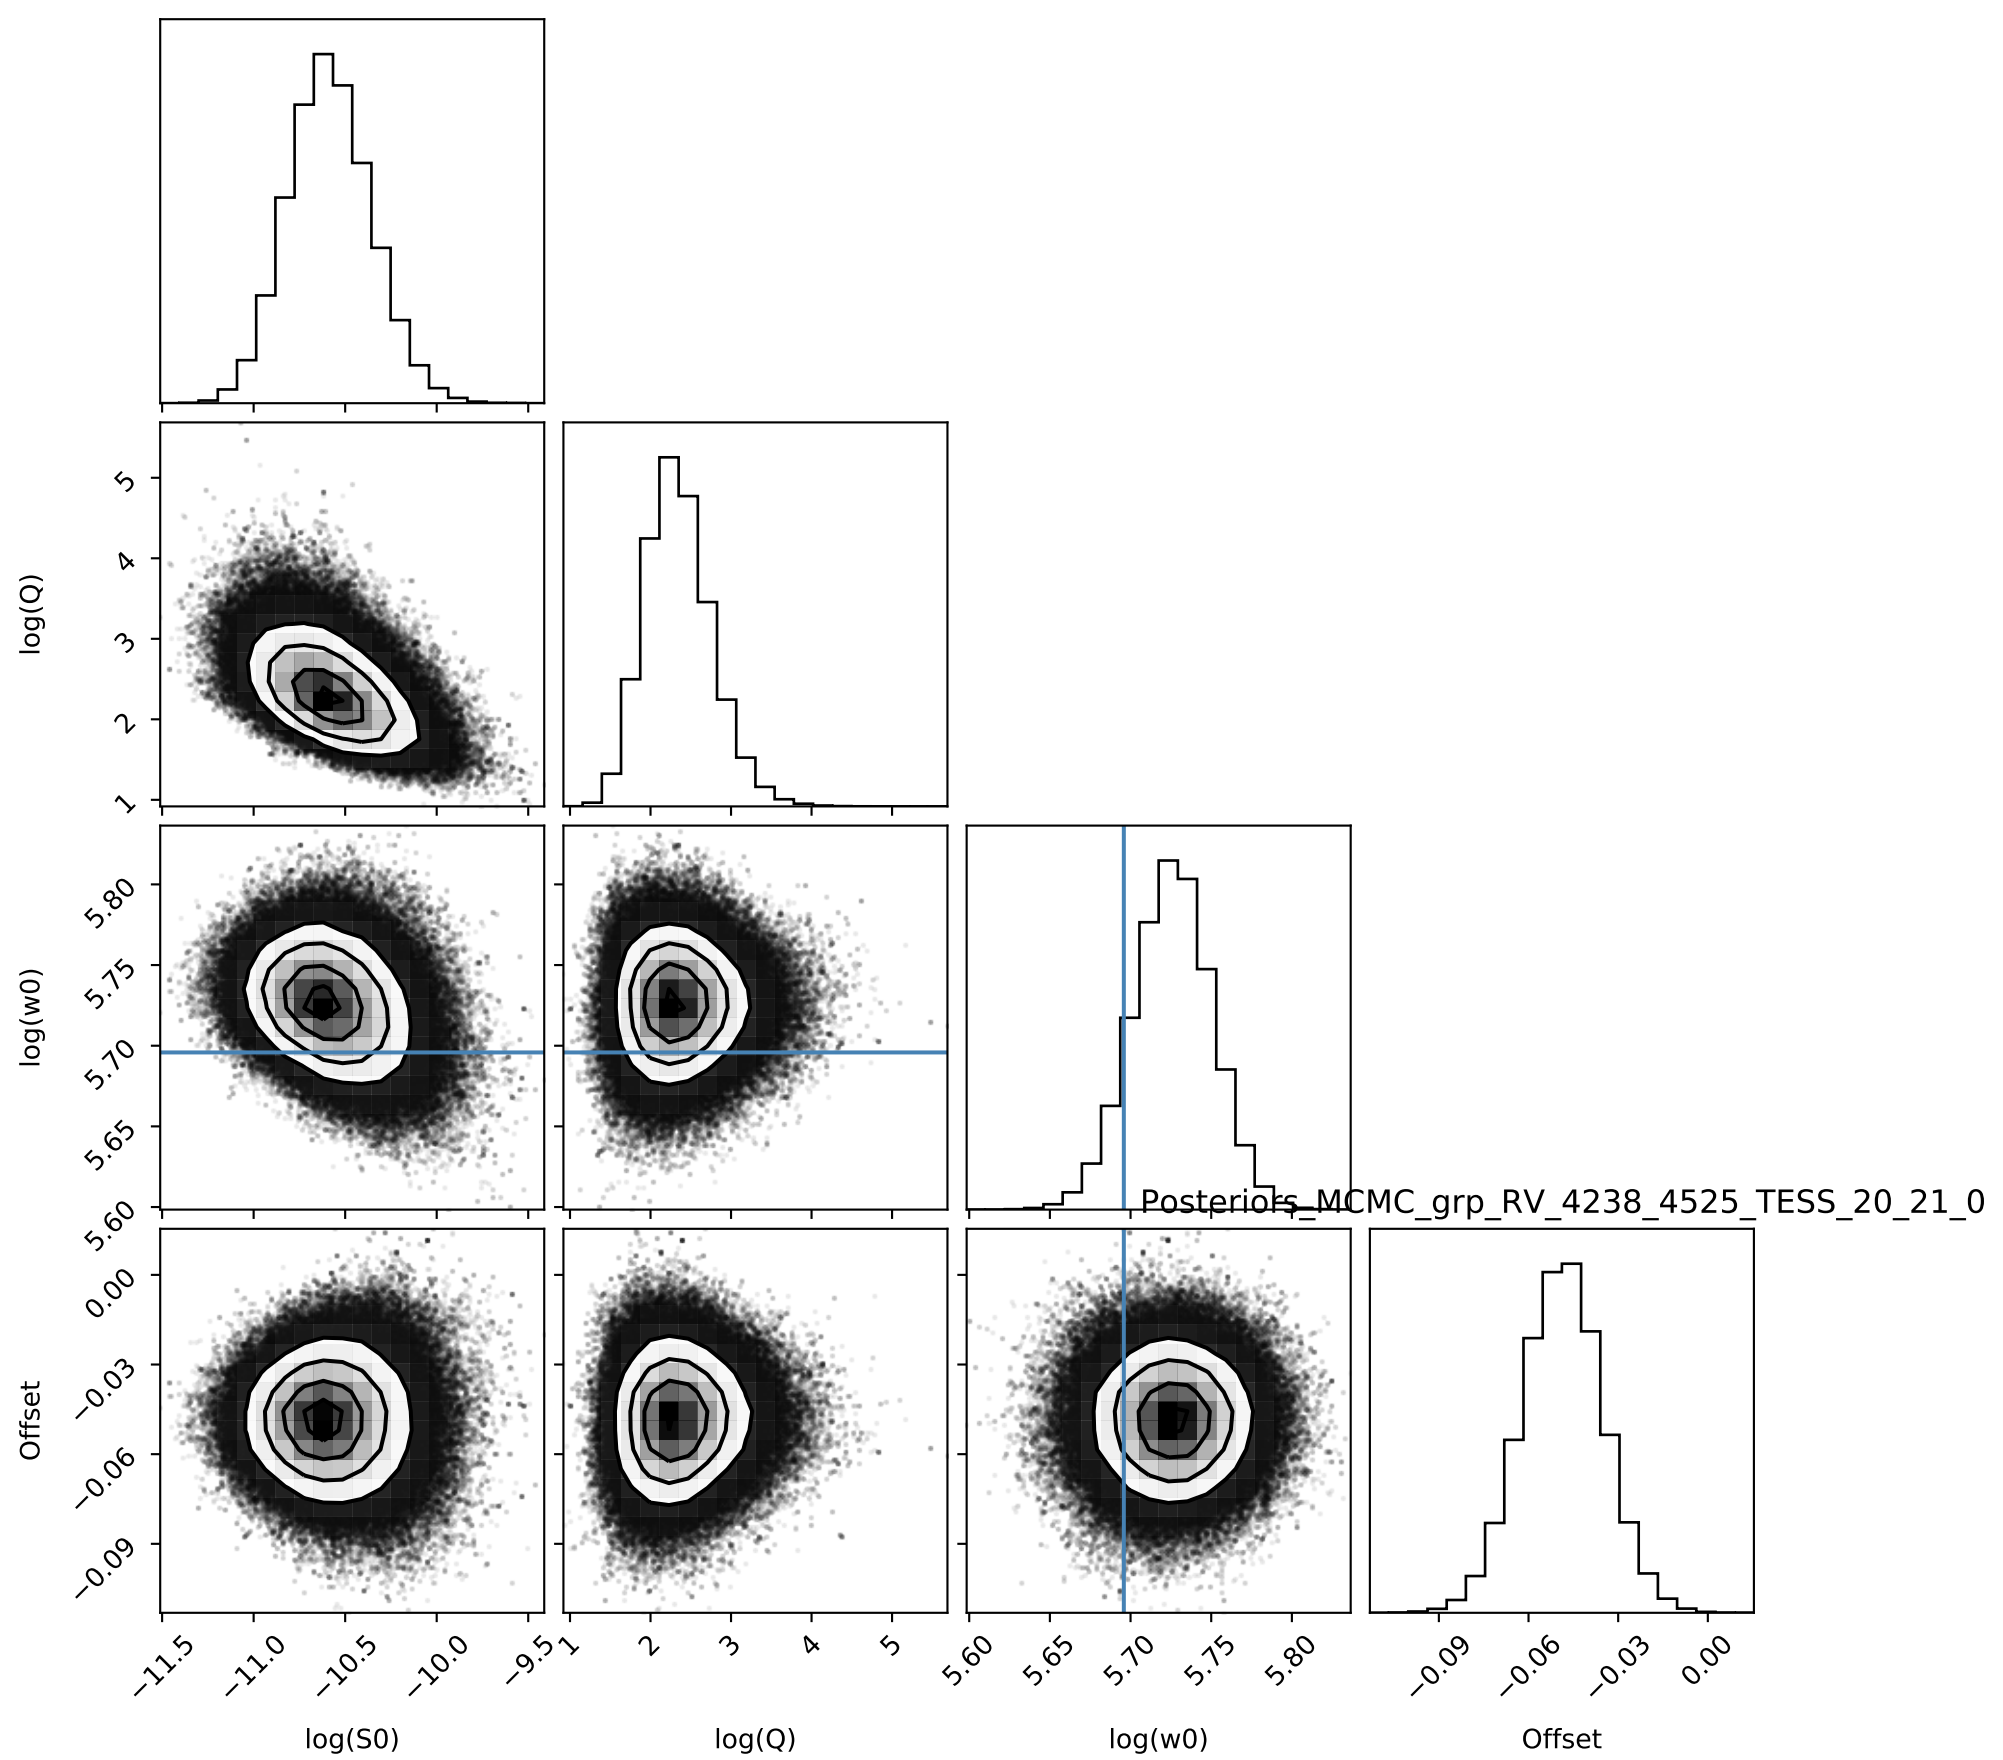 5
4
3
2
1
log(Q)
5.80
5.75
5.70
5.65
5.60
log(w0)
Posteriors_MCMC_grp_RV_4238_4525_TESS_20_21_0
0.00
−0.03
−0.06
−0.09
Offset
−11.5 −11.0 −10.5 −10.0 −9.5
1 2 3 4 5
5.60 5.65 5.70 5.75 5.80
−0.09 −0.06 −0.03 0.00
log(S0) log(Q) log(w0) Offset